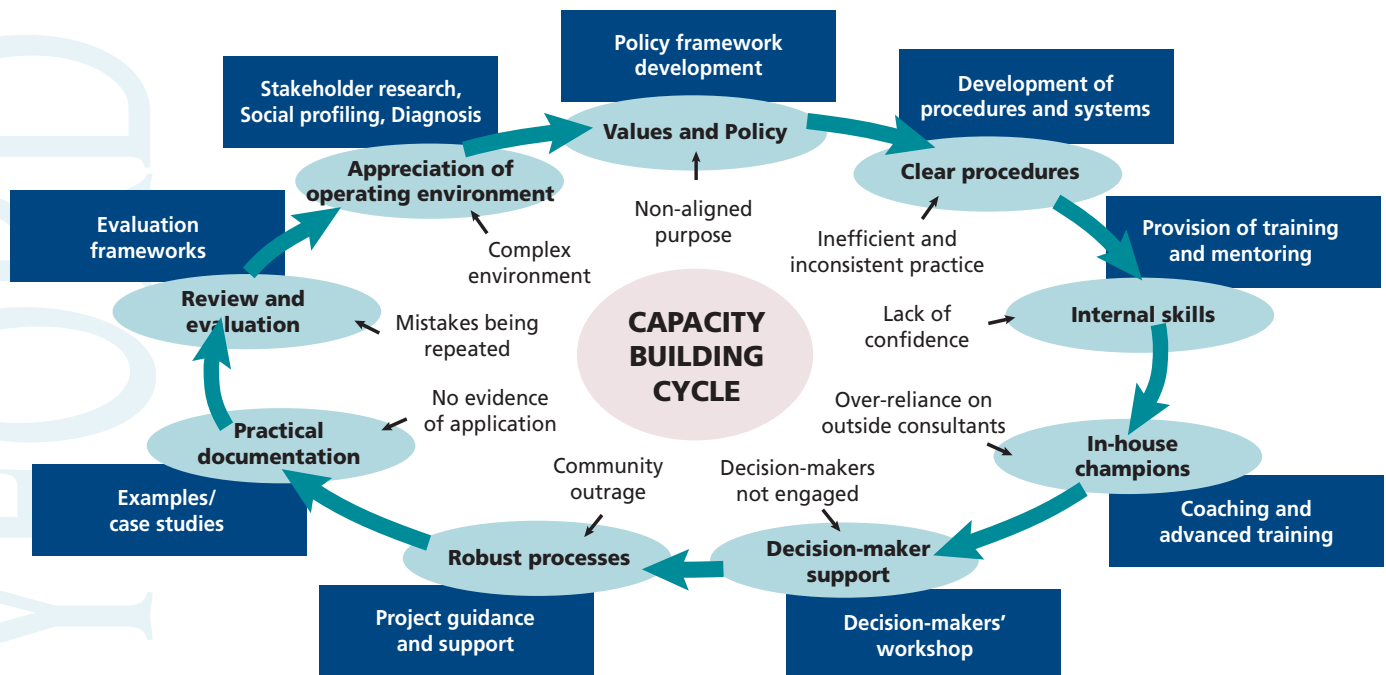 Policy framework
development
Stakeholder research,
Social profiling, Diagnosis
Development of
procedures and systems
Values and Policy
Appreciation of
operating environment
Clear procedures
Non-aligned
purpose
Evaluation
frameworks
Complex
environment
Inefficient and
inconsistent practice
Provision of training
and mentoring
Review and
evaluation
Mistakes being
repeated
CAPACITY
BUILDING
CYCLE
Lack of
confidence
Internal skills
No evidence
of application
Over-reliance on
outside consultants
Practical
documentation
In-house
champions
Community
outrage
Decision-makers
not engaged
Examples/
case studies
Coaching and
advanced training
Robust processes
Decision-maker
support
Project guidance
and support
Decision-makers’
workshop